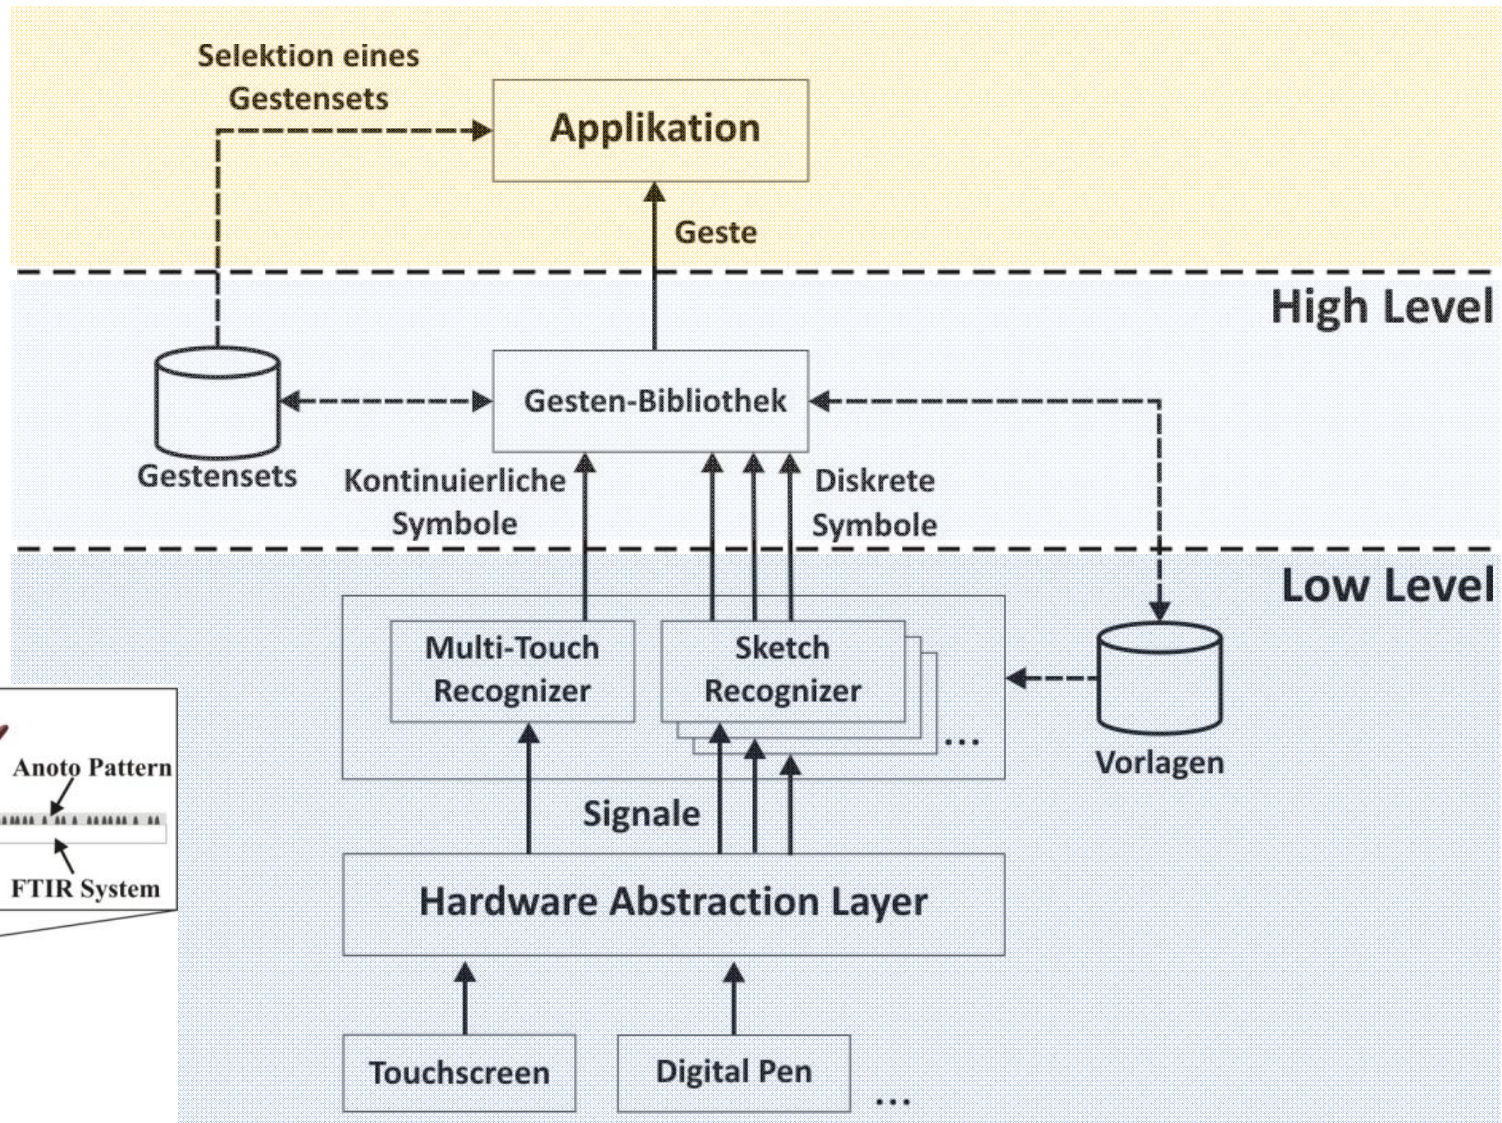 Selektion eines
Gestensets
Applikation
Geste
High Level
Gesten-Bibliothek
Gestensets
Kontinuierliche
Symbole
Diskrete
Symbole
Low Level
Multi-Touch
Recognizer
Sketch
Recognizer
...
Vorlagen
Anoto Pattern
FTIR System
Signale
Hardware Abstraction Layer
Touchscreen
Digital Pen
...